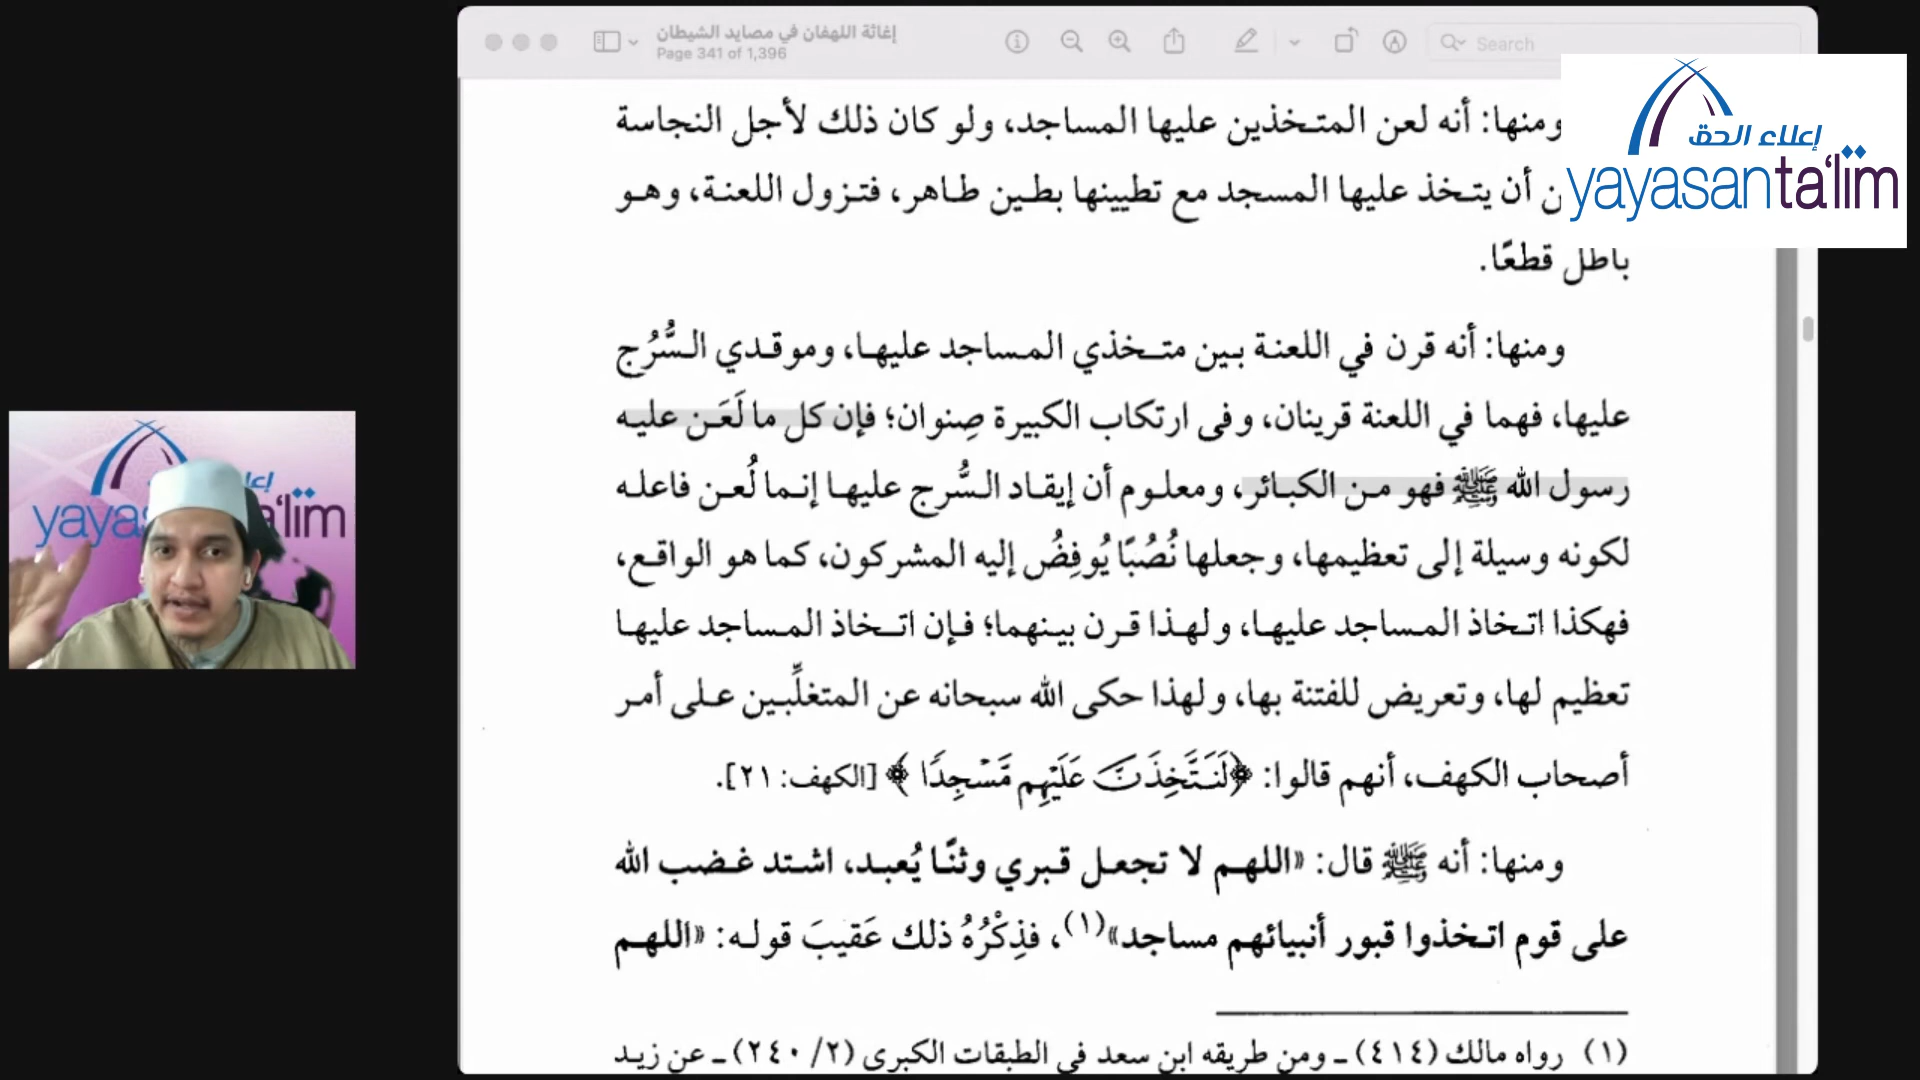 إغاثة اللهفان في مصايد الشيطان
Page 341 of 1,396
Search
إعلاء الحق
yayasanta'lim
ومنها: أنه لعن المتخذين عليها المساجد، ولو كان ذلك لأجل النجاسة
أن يتخذ عليها المسجد مع تطيينها بطين طاهر، فتزول اللعنة، وهو
باطل قطعًا.
ومنها: أنه قرن في اللعنة بين متخذي المساجد عليها، وموقدي السُّرُج
عليها، فهما في اللعنة قرينان، وفى ارتكاب الكبيرة صِنوان؛ فإن كل ما لَعَن عليه
رسول الله ﷺ فهو من الكبائر، ومعلوم أن إيقاد السُّرج عليها إنما لُعن فاعله
لكونه وسيلة إلى تعظيمها، وجعلها نُصُبًا يُوفِضُ إليه المشركون، كما هو الواقع،
فهكذا اتخاذ المساجد عليها، ولهذا قرن بينهما؛ فإن اتخاذ المساجد عليها
تعظيم لها، وتعريض للفتنة بها، ولهذا حكى الله سبحانه عن المتغلِّبين على أمر
أصحاب الكهف، أنهم قالوا: ﴿لَنَتَّخِذَنَّ عَلَيْهِم مَّسْجِدًا﴾ [الكهف: ٢١].
ومنها: أنه ﷺ قال: «اللهم لا تجعل قبري وثنًا يُعبد، اشتد غضب الله
على قوم اتخذوا قبور أنبيائهم مساجد»(١)، فذِكْرُهُ ذلك عَقيبَ قوله: «اللهم
(١) رواه مالك (٤١٤) ـ ومن طريقه ابن سعد في الطبقات الكبرى (٢/ ٢٤٠) ـ عن زيد